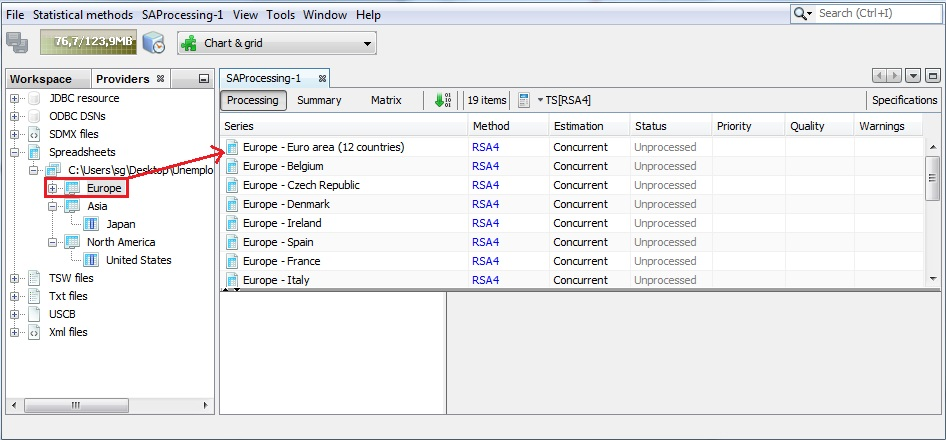 File Statistical methods SAProcessing-1 View Tools Window Help Search (Ctrl+I)
76,7/123,9MB Chart & grid
Workspace Providers SAProcessing-1
JDBC resource
ODBC DSNs
SDMX files
Spreadsheets
C:\Users\sg\Desktop\Unemplo
Europe
Asia
Japan
North America
United States
TSW files
Txt files
USCB
Xml files
Processing Summary Matrix 19 items TS[RSA4] Specifications
Series Method Estimation Status Priority Quality Warnings
Europe - Euro area (12 countries) RSA4 Concurrent Unprocessed
Europe - Belgium RSA4 Concurrent Unprocessed
Europe - Czech Republic RSA4 Concurrent Unprocessed
Europe - Denmark RSA4 Concurrent Unprocessed
Europe - Ireland RSA4 Concurrent Unprocessed
Europe - Spain RSA4 Concurrent Unprocessed
Europe - France RSA4 Concurrent Unprocessed
Europe - Italy RSA4 Concurrent Unprocessed